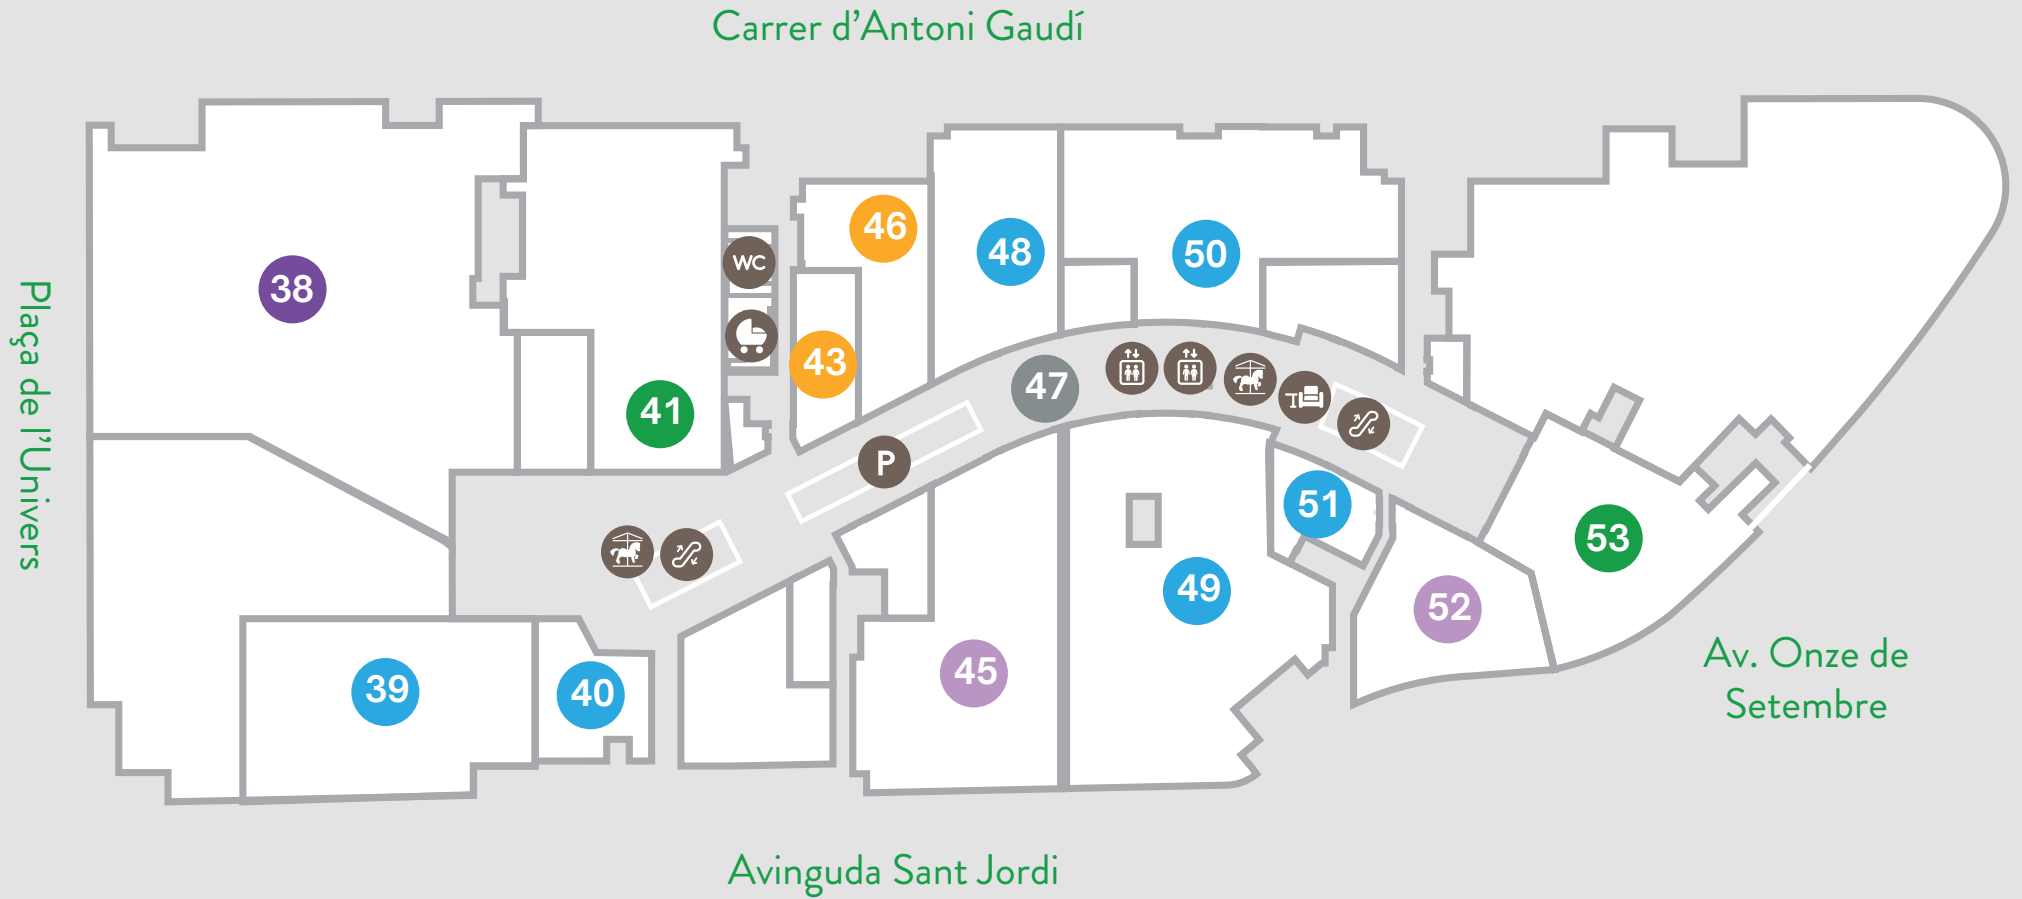 Carrer d’Antoni Gaudí
Plaça de l’Univers
38
41
WC
46
43
48
50
47
P
39
40
45
49
51
52
53
Av. Onze de
Setembre
Avinguda Sant Jordi